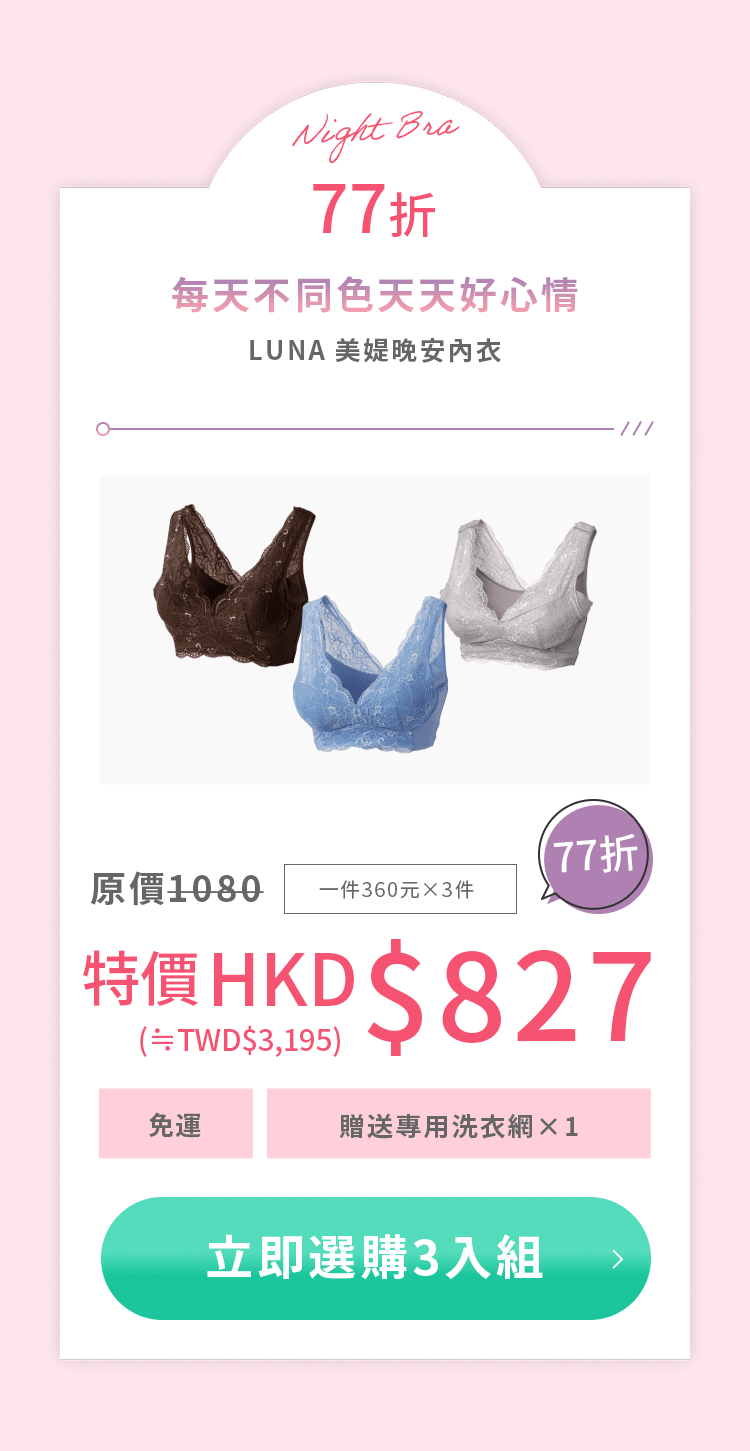 Night Bra
77折
每天不同色天天好心情
LUNA 美媞晚安內衣
原價1080
一件360元×3件
77折
特價HKD$827
(≒TWD$3,195)
免運
贈送專用洗衣網×1
立即選購3入組